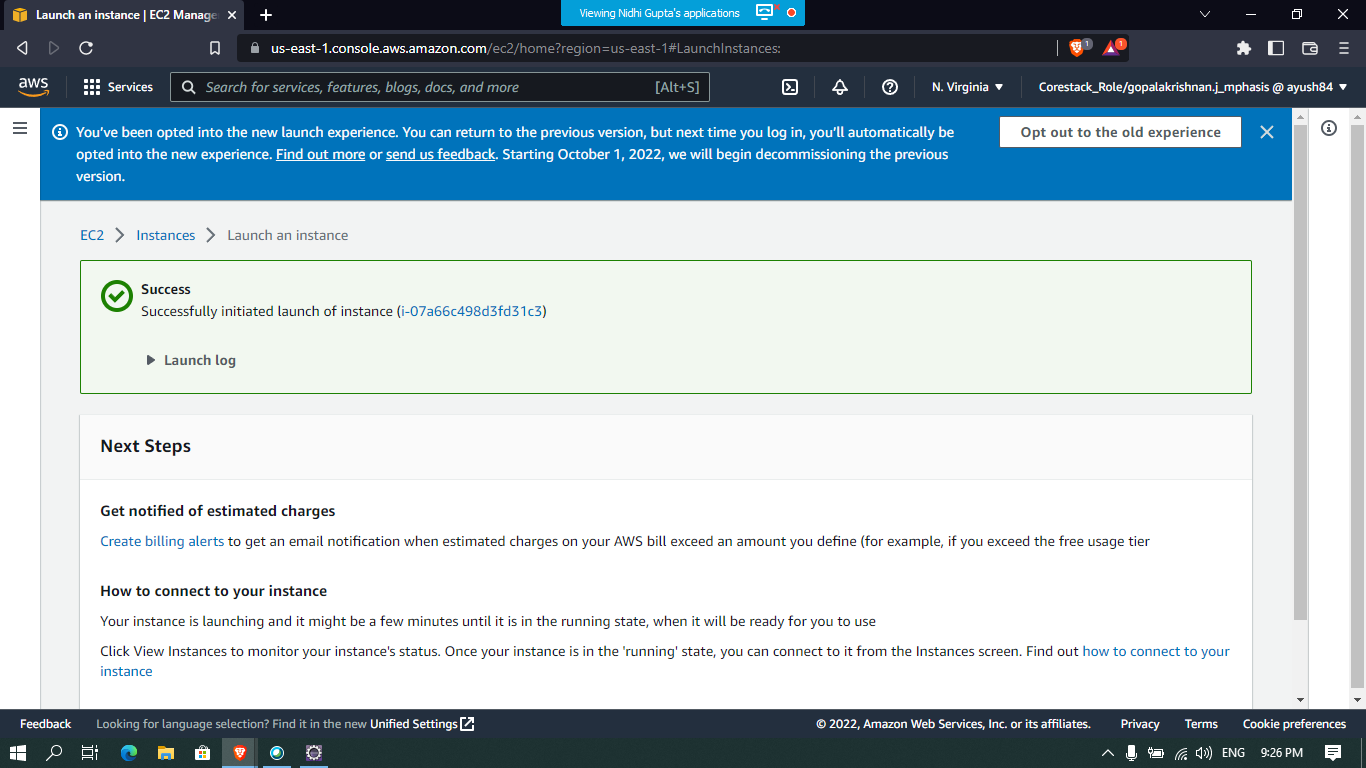 Launch an instance | EC2 Manage
Viewing Nidhi Gupta's applications
us-east-1.console.aws.amazon.com/ec2/home?region=us-east-1#LaunchInstances:
1
1
aws
Services
Search for services, features, blogs, docs, and more
[Alt+S]
N. Virginia
Corestack_Role/gopalakrishnan.j_mphasis @ ayush84
You've been opted into the new launch experience. You can return to the previous version, but next time you log in, you'll automatically be
opted into the new experience. Find out more or send us feedback. Starting October 1, 2022, we will begin decommissioning the previous
version.
Opt out to the old experience
EC2
Instances
Launch an instance
Success
Successfully initiated launch of instance (i-07a66c498d3fd31c3)
Launch log
Next Steps
Get notified of estimated charges
Create billing alerts to get an email notification when estimated charges on your AWS bill exceed an amount you define (for example, if you exceed the free usage tier
How to connect to your instance
Your instance is launching and it might be a few minutes until it is in the running state, when it will be ready for you to use
Click View Instances to monitor your instance's status. Once your instance is in the 'running' state, you can connect to it from the Instances screen. Find out how to connect to your
instance
Feedback
Looking for language selection? Find it in the new Unified Settings
© 2022, Amazon Web Services, Inc. or its affiliates.
Privacy
Terms
Cookie preferences
ENG
9:26 PM